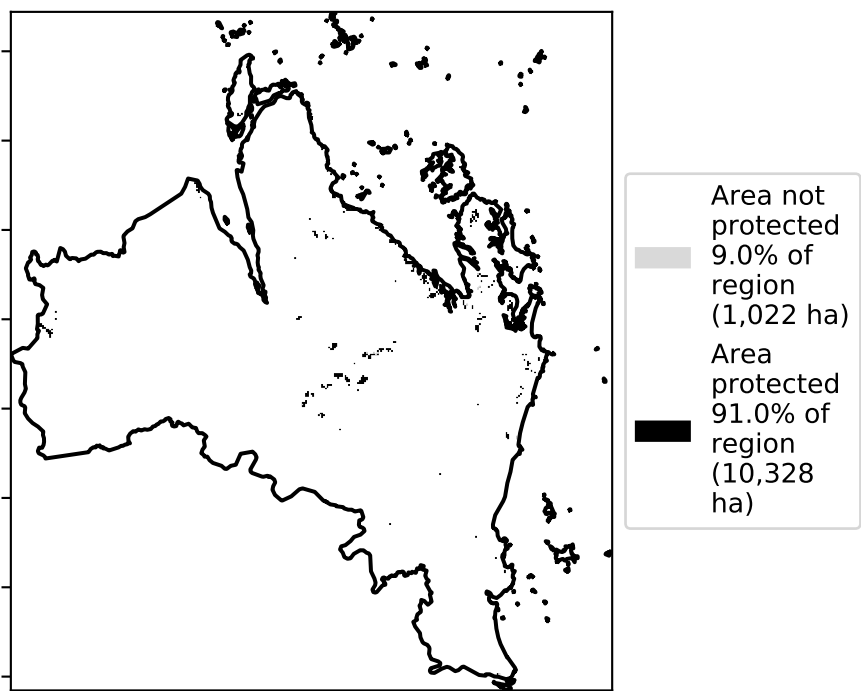 Area not
protected
9.0% of
region
(1,022 ha)
Area
protected
91.0% of
region
(10,328
ha)